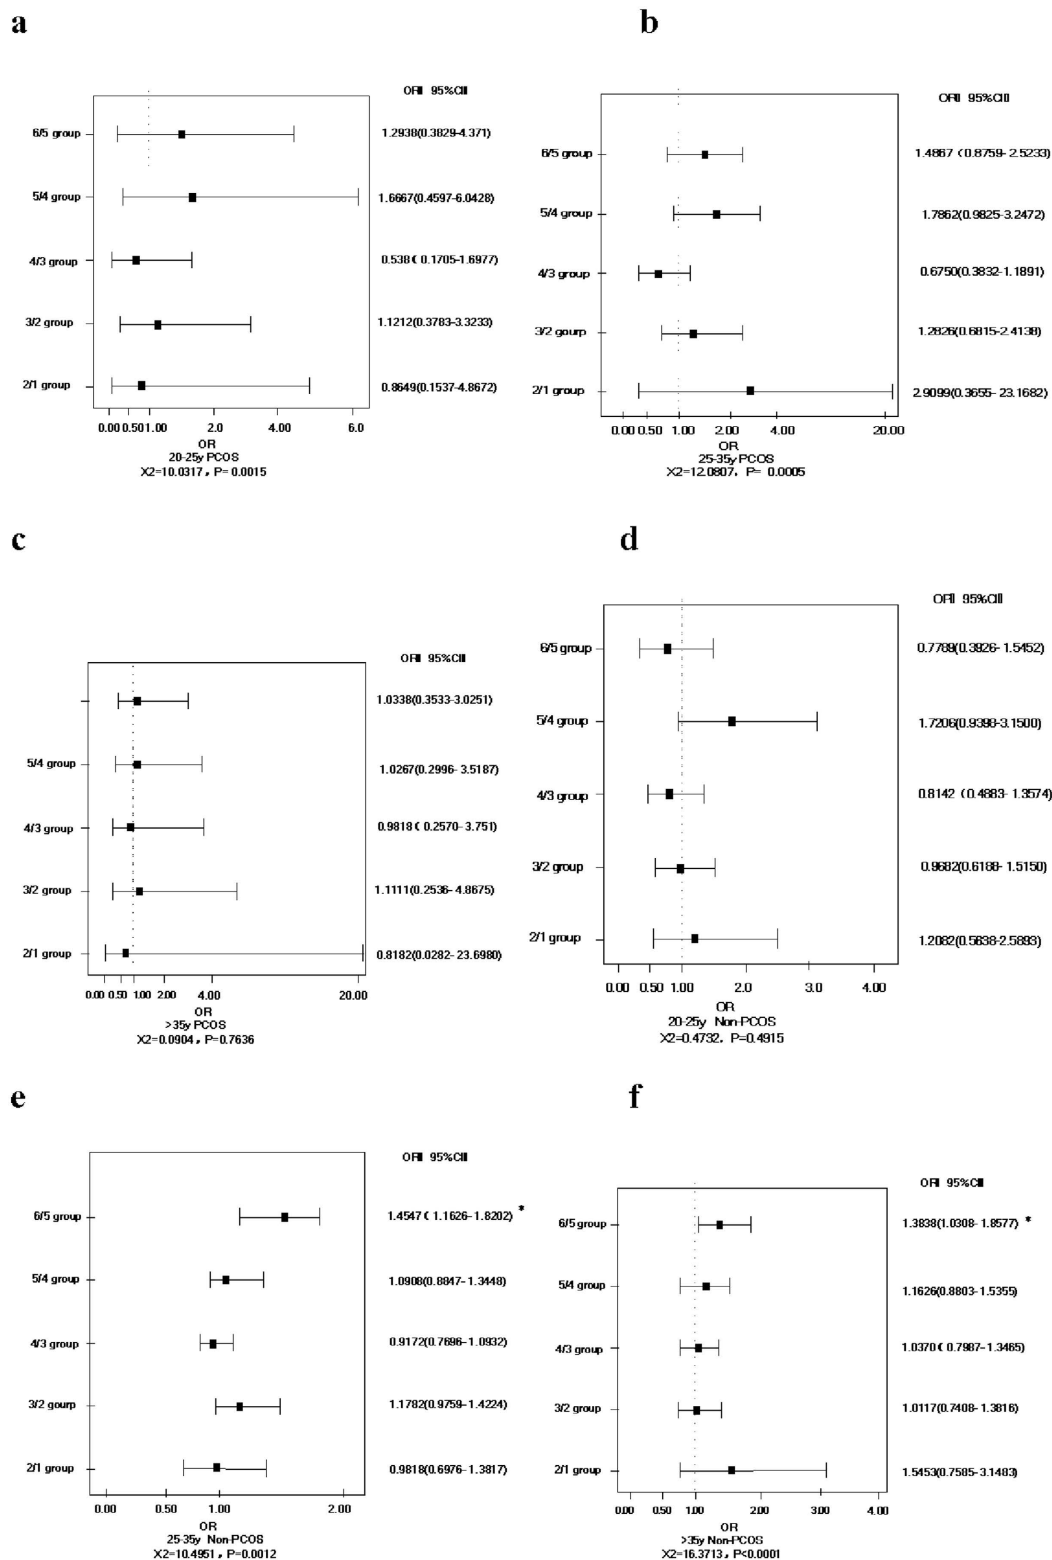 a
OR 95%CI
6/5 group 1.2938(0.3829-4.371)
5/4 group 1.6667(0.4597-6.0428)
4/3 group 0.538( 0.1705-1.6977)
3/2 group 1.1212(0.3783-3.3233)
2/1 group 0.8649(0.1537-4.8672)
0.00 0.50 1.00 2.00 4.00 6.0
OR
20-25y PCOS
X2=10.0317, P= 0.0015
b
OR 95%CI
6/5 group 1.4867 (0.8759- 2.5233)
5/4 group 1.7862(0.9825-3.2472)
4/3 group 0.6750(0.3832-1.1891)
3/2 gourp 1.2826(0.6815-2.4138)
2/1 group 2.9099(0.3655- 23.1682)
0.00 0.50 1.00 2.00 4.00 20.00
OR
25-35y PCOS
X2=12.0807, P= 0.0005
c
OR 95%CI
1.0338(0.3533-3.0251)
5/4 group 1.0267(0.2996- 3.5187)
4/3 group 0.9818( 0.2570- 3.751)
3/2 group 1.1111(0.2536- 4.8675)
2/1 group 0.8182(0.0282- 23.6980)
0.00 0.50 1.00 2.00 4.00 20.00
OR
>35y PCOS
X2=0.0904, P=0.7636
d
OR 95%CI
6/5 group 0.7789(0.3926- 1.5452)
5/4 group 1.7206(0.9398-3.1500)
4/3 group 0.8142 (0.4883- 1.3574)
3/2 group 0.9682(0.6188- 1.5150)
2/1 group 1.2082(0.5638-2.5893)
0.00 0.50 1.00 2.0 3.0 4.00
OR
20-25y Non-PCOS
X2=0.4732, P=0.4915
e
OR 95%CI
6/5 group 1.4547( 1.1626- 1.8202) *
5/4 group 1.0908(0.8847- 1.3448)
4/3 group 0.9172(0.7696- 1.0932)
3/2 gourp 1.1782(0.9759- 1.4224)
2/1 group 0.9818(0.6976- 1.3817)
0.00 0.50 1.00 2.00
OR
25-35y Non-PCOS
X2=10.4951, P=0.0012
f
OR 95%CI
6/5 group 1.3838(1.0308- 1.8577) *
5/4 group 1.1626(0.8803- 1.5355)
4/3 group 1.0370( 0.7987- 1.3465)
3/2 group 1.0117(0.7408- 1.3816)
2/1 group 1.5453(0.7585-3.1483)
0.00 0.50 1.00 2.00 3.00 4.00
OR
>35y Non-PCOS
X2=16.3713, P<0.0001